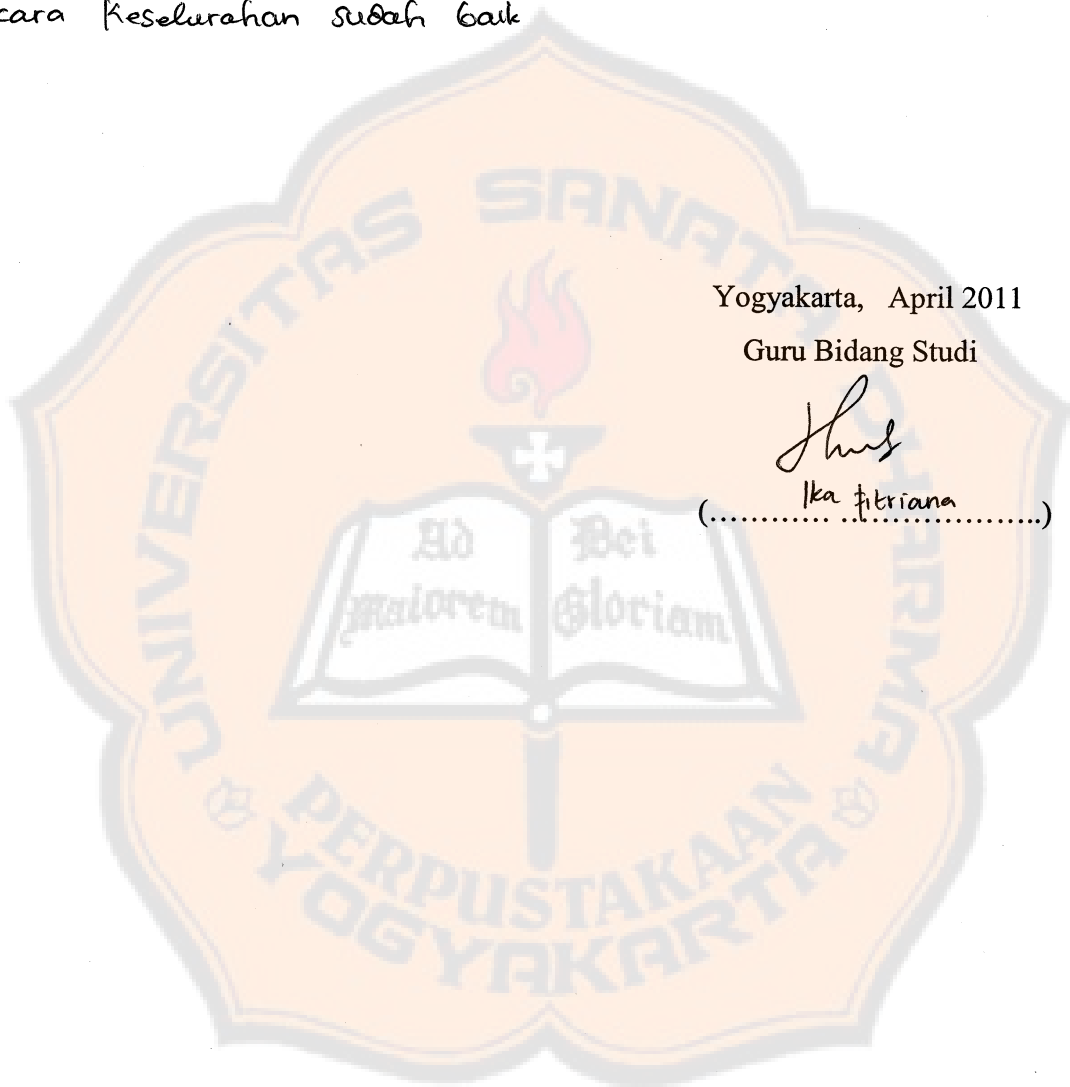 cara Keselurahan sudah baik
UNIVERSITAS SANATA DHARMA
Yogyakarta, April 2011
Guru Bidang Studi
Ika fitriana
(....................................)
Ad Dei
maiorem Gloriam
PERPUSTAKAAN
YOGYAKARTA